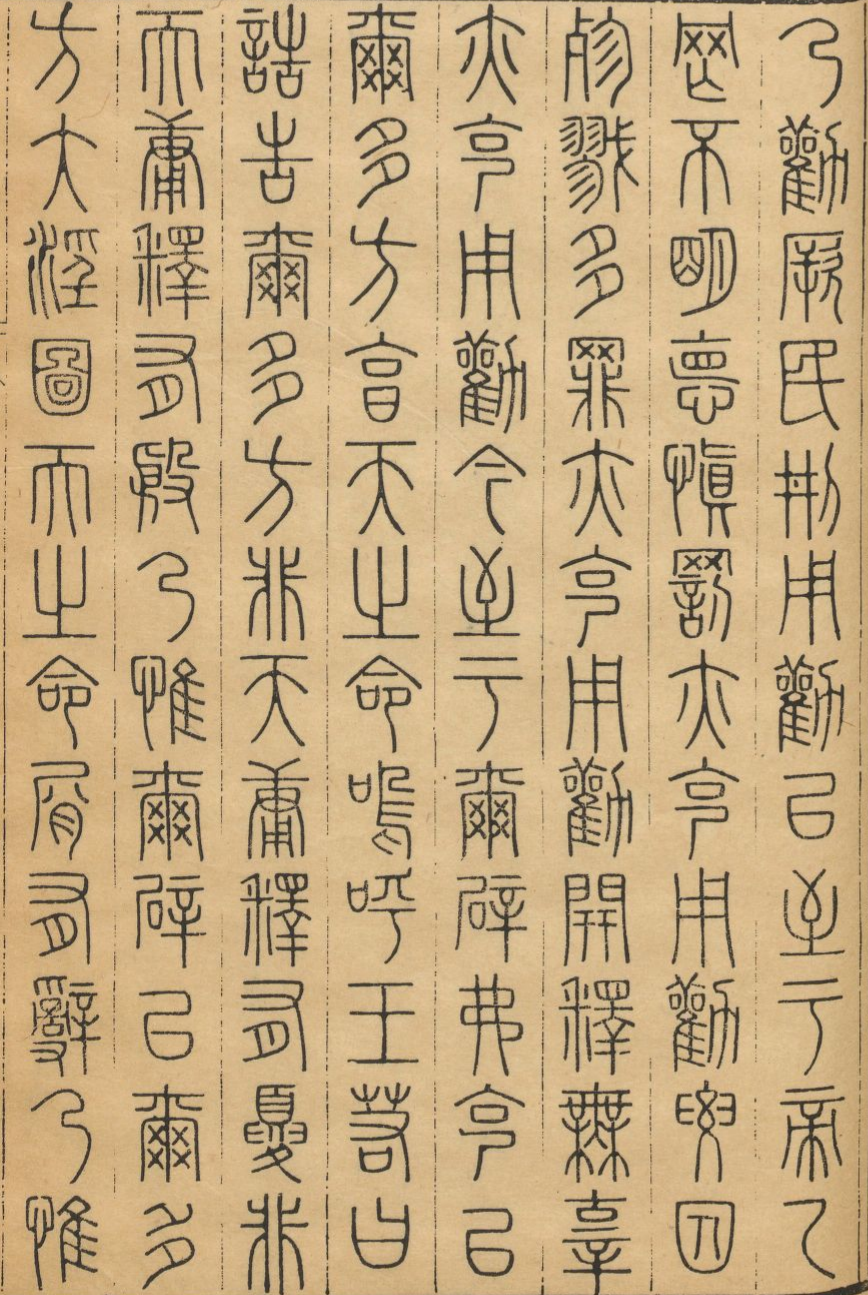 乃勸厥民刑用勸以至于帝乙
罔不明德慎罰亦克用勸要囚
殄戮多罪亦克用勸開釋無辜
亦克用勸今至于爾辟弗克以
爾多方享天之命嗚呼王若曰
誥告爾多方非天庸釋有夏非
天庸釋有殷乃惟爾辟以爾多
方大淫圖天之命屑有辭乃惟